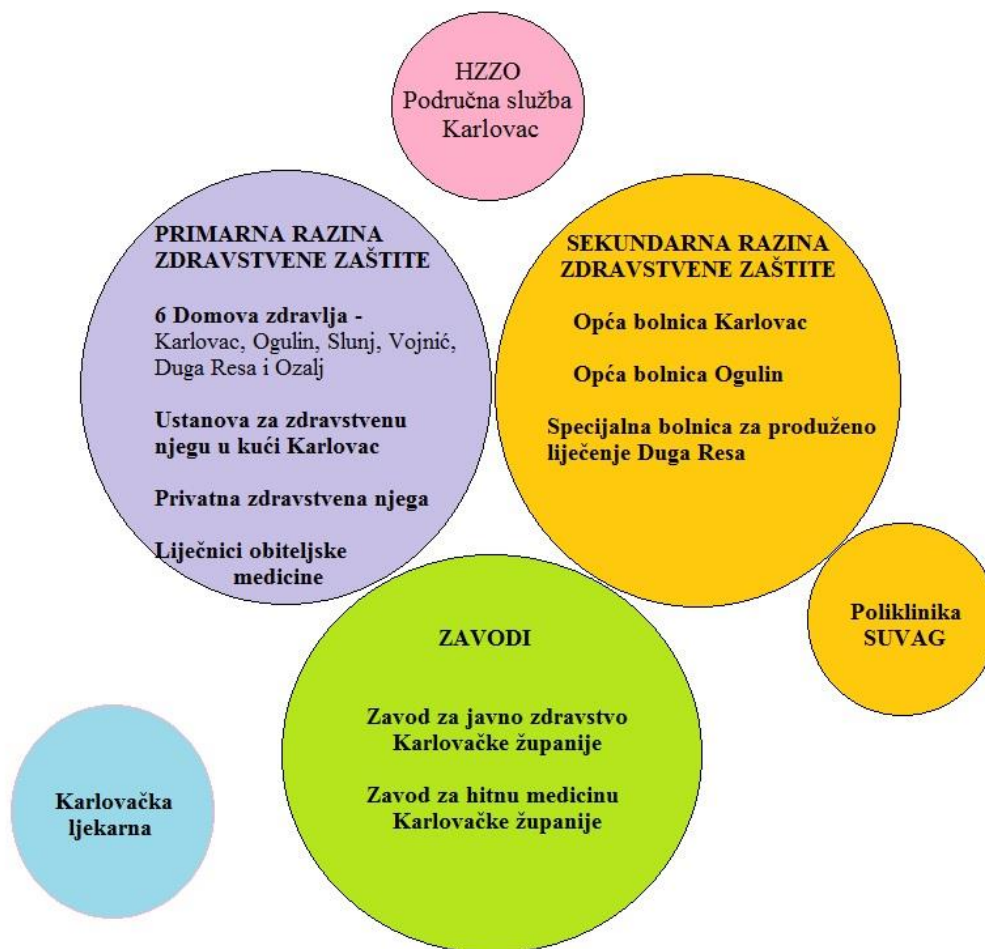 HZZO
Područna služba
Karlovac
PRIMARNA RAZINA
ZDRAVSTVENE ZAŠTITE
6 Domova zdravlja -
Karlovac, Ogulin, Slunj, Vojnić,
Duga Resa i Ozalj
Ustanova za zdravstvenu
njegu u kući Karlovac
Privatna zdravstvena njega
Liječnici obiteljske
medicine
SEKUNDARNA RAZINA
ZDRAVSTVENE ZAŠTITE
Opća bolnica Karlovac
Opća bolnica Ogulin
Specijalna bolnica za produženo
liječenje Duga Resa
Poliklinika
SUVAG
ZAVODI
Zavod za javno zdravstvo
Karlovačke županije
Zavod za hitnu medicinu
Karlovačke županije
Karlovačka
ljekarna